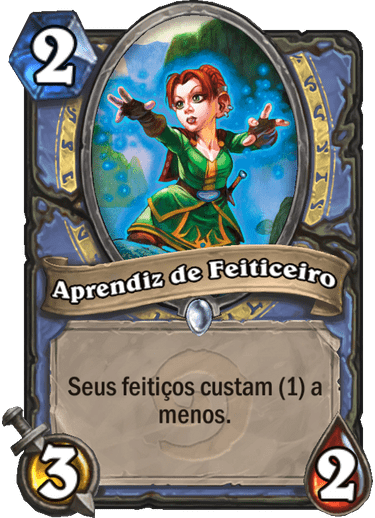 2
Aprendiz de Feiticeiro
Seus feitiços custam (1) a
menos.
3
2